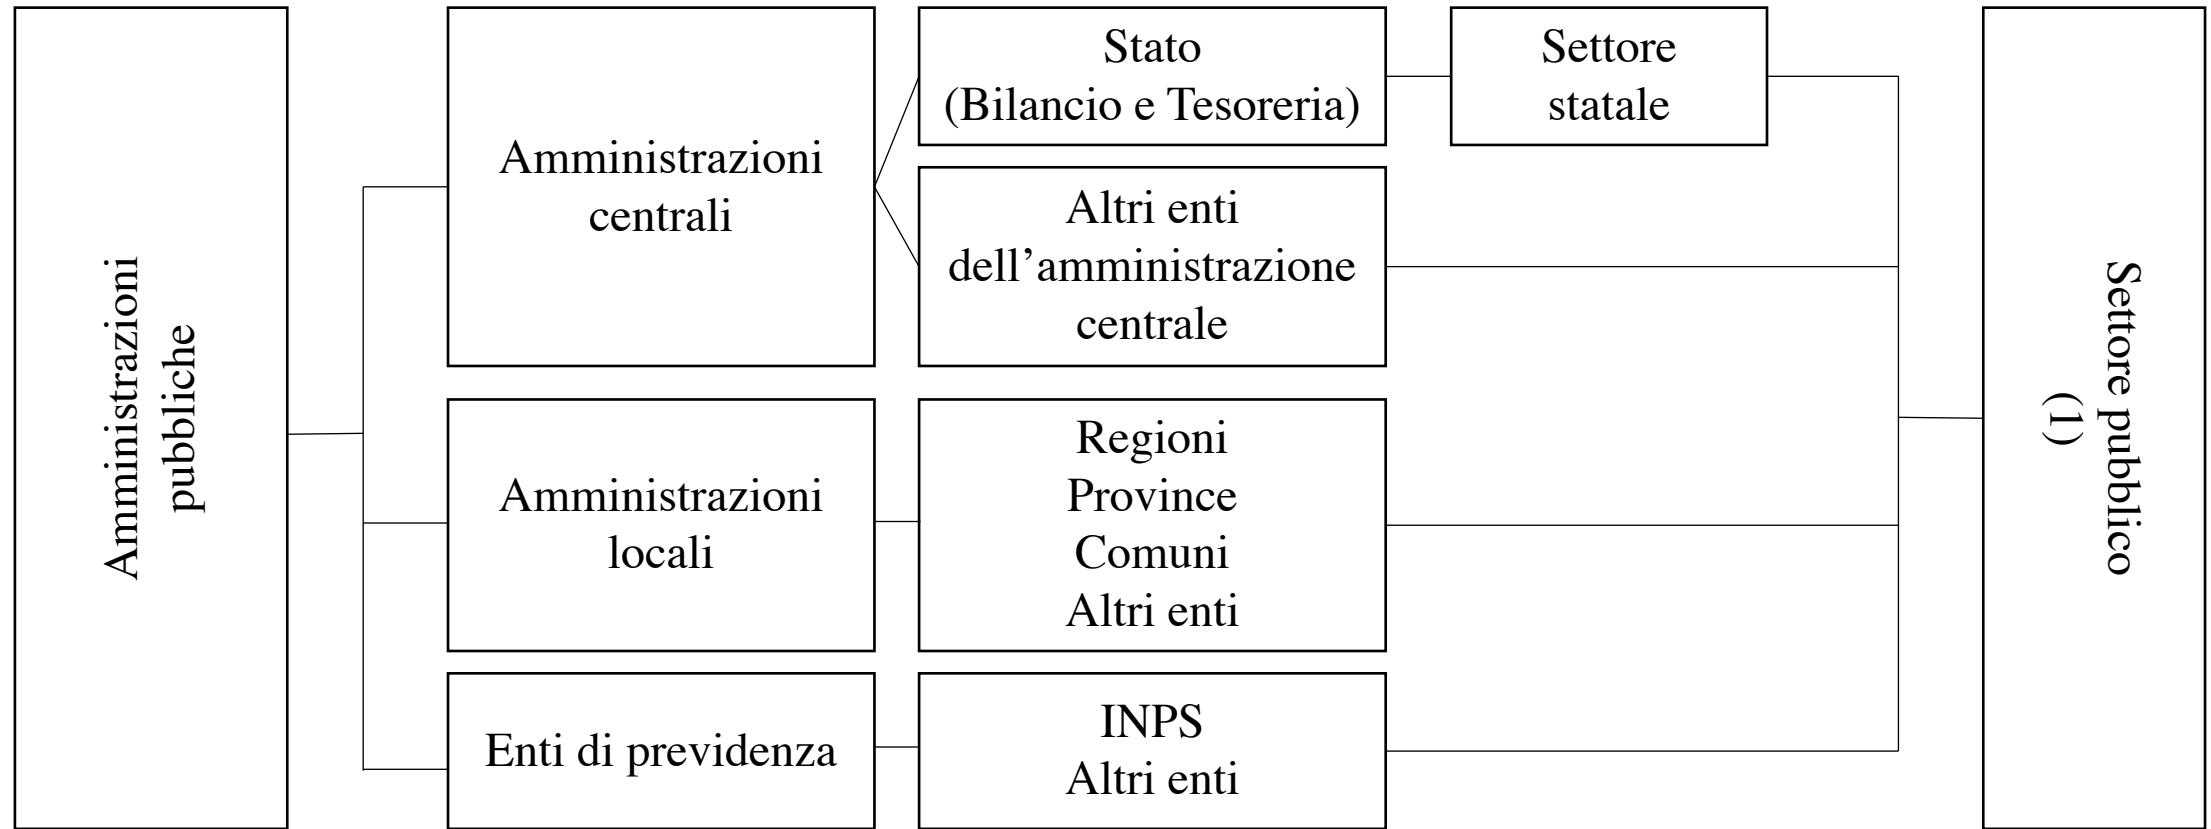 Amministrazioni
pubbliche
Amministrazioni
centrali
Stato
(Bilancio e Tesoreria)
Settore
statale
Altri enti
dell’amministrazione
centrale
Amministrazioni
locali
Regioni
Province
Comuni
Altri enti
Enti di previdenza
INPS
Altri enti
Settore pubblico
(1)